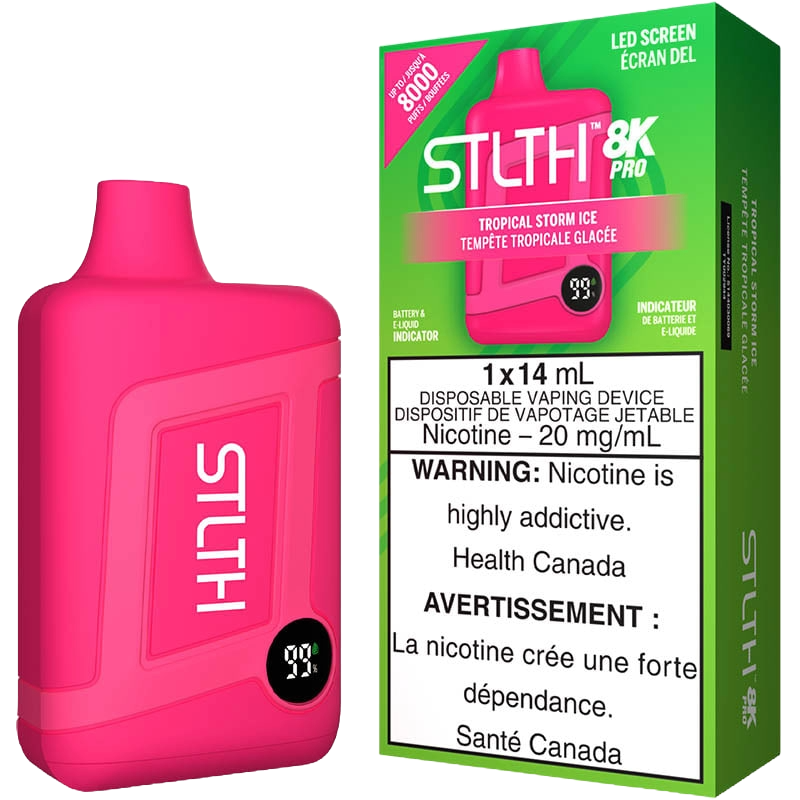 UP TO / JUSQU'À
8000
PUFFS / BOUFFÉES
LED SCREEN
ÉCRAN DEL
STLTH™ 8K
PRO
TROPICAL STORM ICE
TEMPÊTE TROPICALE GLACÉE
99
BATTERY &
E-LIQUID
INDICATOR
INDICATEUR
DE BATTERIE ET
E-LIQUIDE
1 x 14 mL
DISPOSABLE VAPING DEVICE
DISPOSITIF DE VAPOTAGE JETABLE
Nicotine – 20 mg/mL
WARNING: Nicotine is
highly addictive.
Health Canada
AVERTISSEMENT :
La nicotine crée une forte
dépendance.
Santé Canada
TROPICAL STORM ICE
TEMPÊTE TROPICALE GLACÉE
STLTH 8K
PRO
STLTH
99